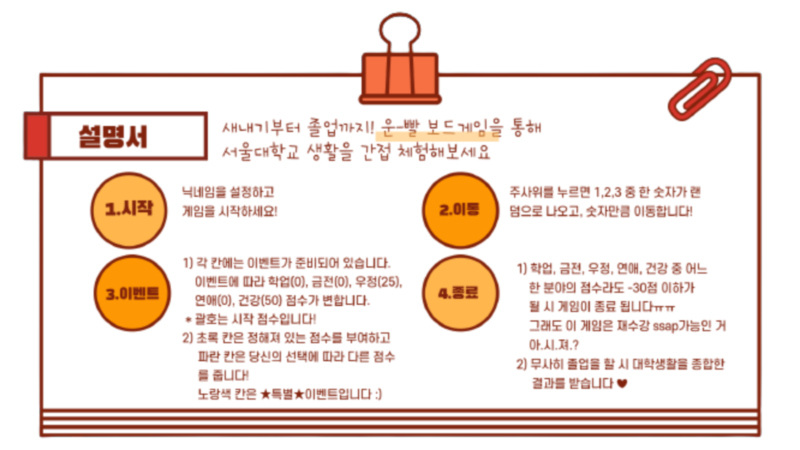 설명서
새내기부터 졸업까지! 운-빨 보드게임을 통해
서울대학교 생활을 간접 체험해보세요
1.시작
닉네임을 설정하고
게임을 시작하세요!
2.이동
주사위를 누르면 1,2,3 중 한 숫자가 랜
덤으로 나오고, 숫자만큼 이동합니다!
3.이벤트
1) 각 칸에는 이벤트가 준비되어 있습니다.
이벤트에 따라 학업(0), 금전(0), 우정(25),
연애(0), 건강(50) 점수가 변합니다.
* 괄호는 시작 점수입니다!
2) 초록 칸은 정해져 있는 점수를 부여하고
파란 칸은 당신의 선택에 따라 다른 점수
를 줍니다!
노랑색 칸은 ★특별★이벤트입니다 :)
4.종료
1) 학업, 금전, 우정, 연애, 건강 중 어느
한 분야의 점수라도 -30점 이하가
될 시 게임이 종료 됩니다ㅠㅠ
그래도 이 게임은 재수강 ssap가능인 거
아.시.져.?
2) 무사히 졸업을 할 시 대학생활을 종합한
결과를 받습니다 ♥